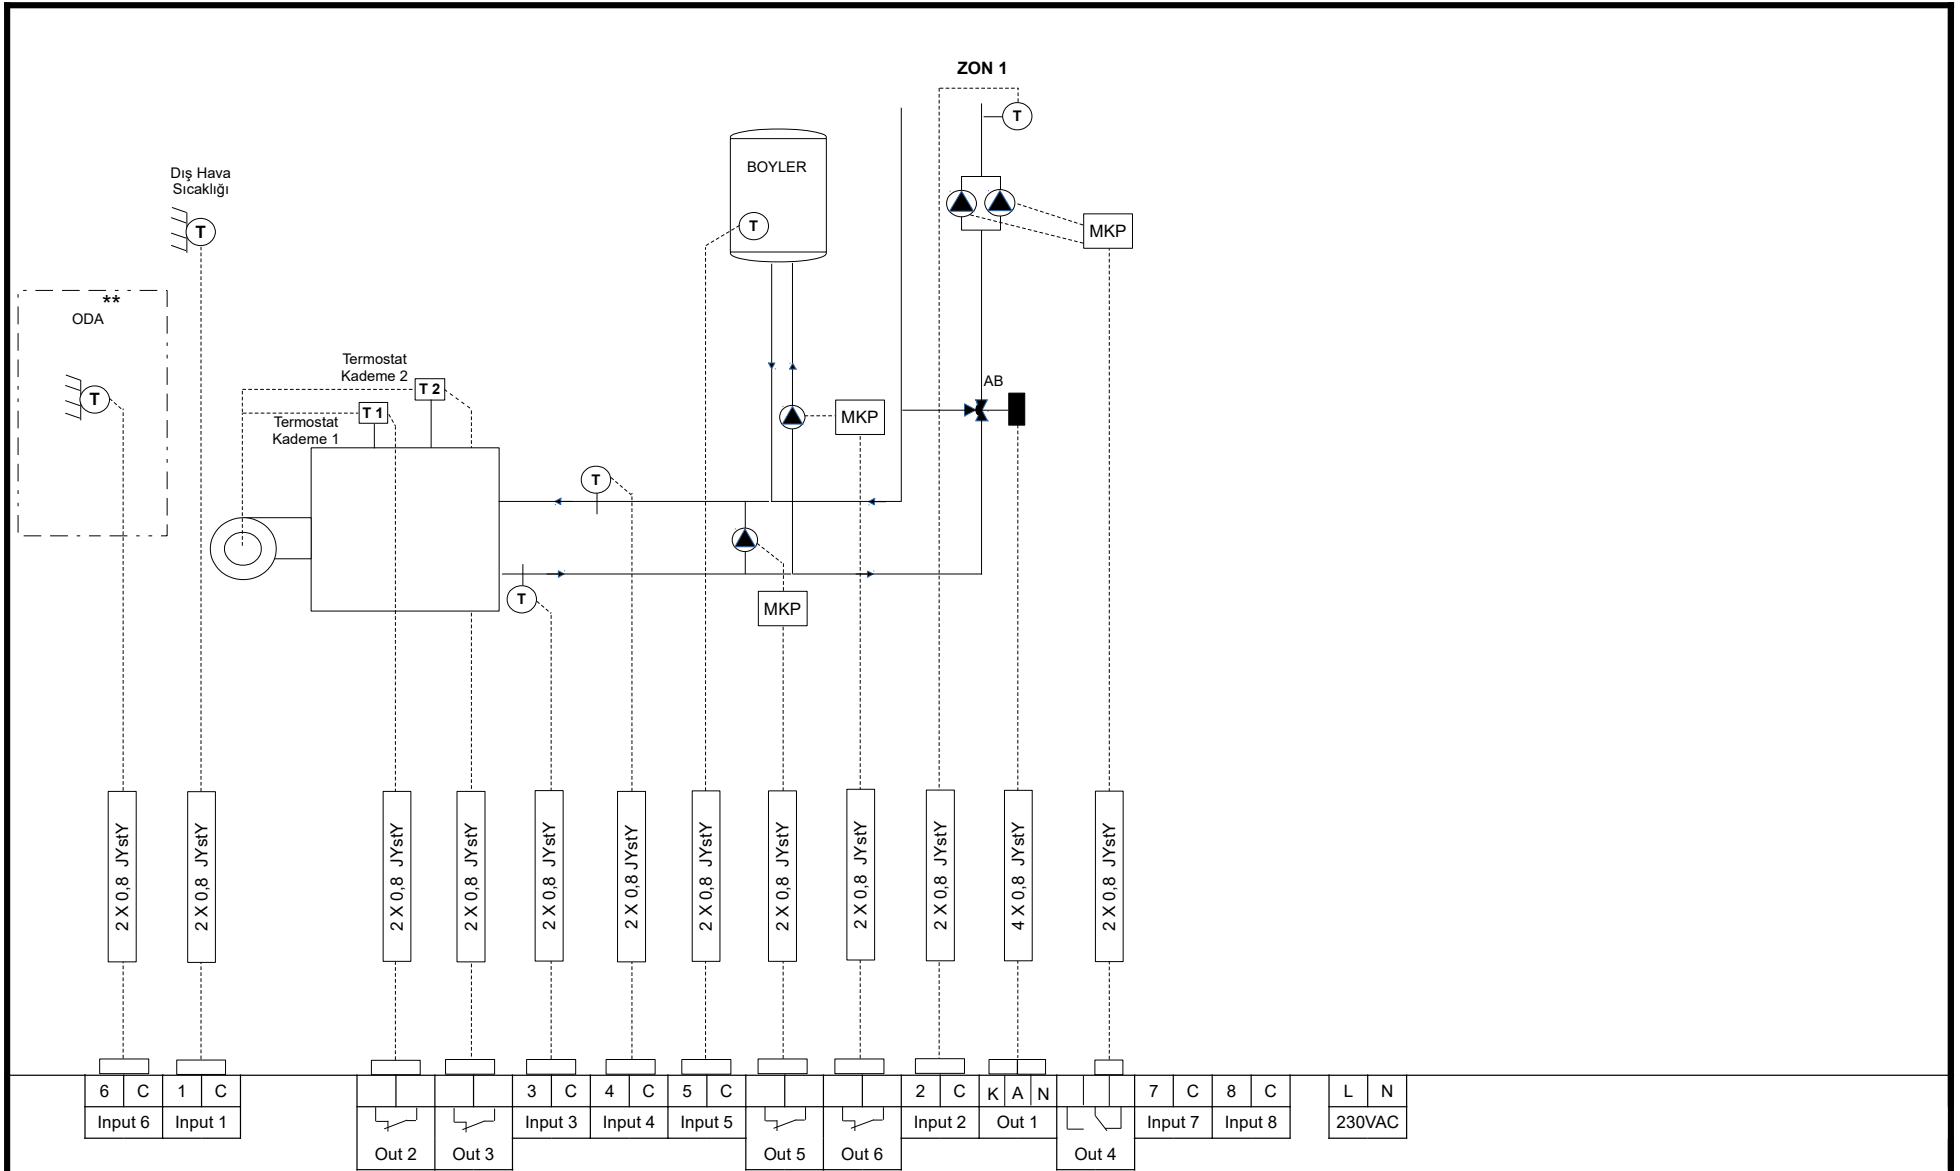 ZON 1
T
BOYLER
T
Dış Hava
Sıcaklığı
T
MKP
**
ODA
T
Termostat
Kademe 2
T 2
Termostat
Kademe 1
T 1
AB
MKP
T
T
MKP
2 X 0,8 JYstY
2 X 0,8 JYstY
2 X 0,8 JYstY
2 X 0,8 JYstY
2 X 0,8 JYstY
2 X 0,8 JYstY
2 X 0,8 JYstY
2 X 0,8 JYstY
2 X 0,8 JYstY
2 X 0,8 JYstY
4 X 0,8 JYstY
2 X 0,8 JYstY
6 C 1 C 3 C 4 C 5 C 2 C K A N 7 C 8 C L N
Input 6 Input 1 Input 3 Input 4 Input 5 Input 2 Out 1 Input 7 Input 8 230VAC
Out 2 Out 3 Out 5 Out 6 Out 4